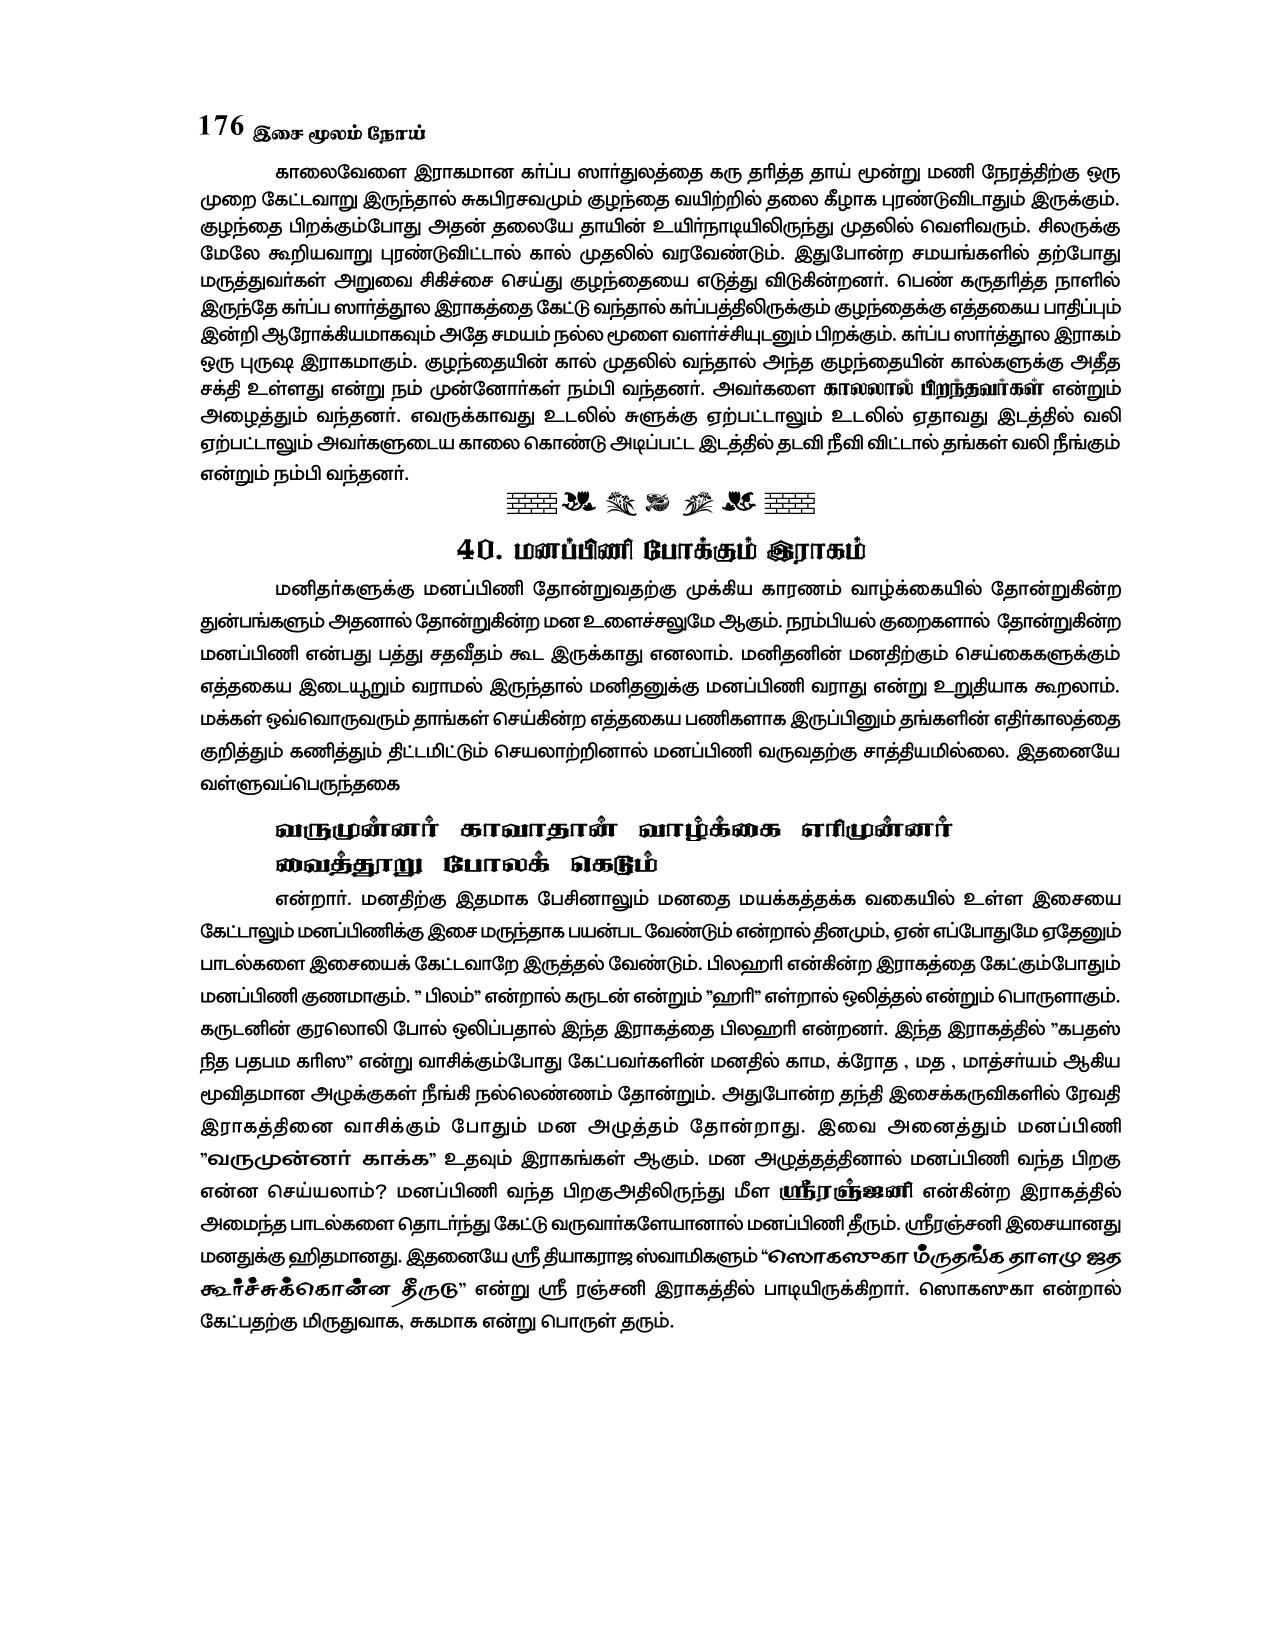 176 இசை மூலம் நோய்
காலைவேளை இராகமான கர்ப்ப ஸார்துலத்தை கரு தரித்த தாய் மூன்று மணி நேரத்திற்கு ஒரு
முறை கேட்டவாறு இருந்தால் சுகபிரசவமும் குழந்தை வயிற்றில் தலை கீழாக புரண்டுவிடாதும் இருக்கும்.
குழந்தை பிறக்கும்போது அதன் தலையே தாயின் உயிர்நாடியிலிருந்து முதலில் வெளிவரும். சிலருக்கு
மேலே கூறியவாறு புரண்டுவிட்டால் கால் முதலில் வரவேண்டும். இதுபோன்ற சமயங்களில் தற்போது
மருத்துவர்கள் அறுவை சிகிச்சை செய்து குழந்தையை எடுத்து விடுகின்றனர். பெண் கருதரித்த நாளில்
இருந்தே கர்ப்ப ஸார்த்தூல இராகத்தை கேட்டு வந்தால் கர்ப்பத்திலிருக்கும் குழந்தைக்கு எத்தகைய பாதிப்பும்
இன்றி ஆரோக்கியமாகவும் அதே சமயம் நல்ல மூளை வளர்ச்சியுடனும் பிறக்கும். கர்ப்ப ஸார்த்தூல இராகம்
ஒரு புருஷ இராகமாகும். குழந்தையின் கால் முதலில் வந்தால் அந்த குழந்தையின் கால்களுக்கு அதீத
சக்தி உள்ளது என்று நம் முன்னோர்கள் நம்பி வந்தனர். அவர்களை காலலால் பிறந்தவர்கள் என்றும்
அழைத்தும் வந்தனர். எவருக்காவது உடலில் சுளுக்கு ஏற்பட்டாலும் உடலில் ஏதாவது இடத்தில் வலி
ஏற்பட்டாலும் அவர்களுடைய காலை கொண்டு அடிப்பட்ட இடத்தில் தடவி நீவி விட்டால் தங்கள் வலி நீங்கும்
என்றும் நம்பி வந்தனர்.
40. மனப்பிணி போக்கும் இராகம்
மனிதர்களுக்கு மனப்பிணி தோன்றுவதற்கு முக்கிய காரணம் வாழ்க்கையில் தோன்றுகின்ற
துன்பங்களும் அதனால் தோன்றுகின்ற மன உளைச்சலுமே ஆகும். நரம்பியல் குறைகளால் தோன்றுகின்ற
மனப்பிணி என்பது பத்து சதவீதம் கூட இருக்காது எனலாம். மனிதனின் மனதிற்கும் செய்கைகளுக்கும்
எத்தகைய இடையூறும் வராமல் இருந்தால் மனிதனுக்கு மனப்பிணி வராது என்று உறுதியாக கூறலாம்.
மக்கள் ஒவ்வொருவரும் தாங்கள் செய்கின்ற எத்தகைய பணிகளாக இருப்பினும் தங்களின் எதிர்காலத்தை
குறித்தும் கணித்தும் திட்டமிட்டும் செயலாற்றினால் மனப்பிணி வருவதற்கு சாத்தியமில்லை. இதனையே
வள்ளுவப்பெருந்தகை
வருமுன்னர் காவாதான் வாழ்க்கை எரிமுன்னர்
வைத்தூறு போலக் கெடும்
என்றார். மனதிற்கு இதமாக பேசினாலும் மனதை மயக்கத்தக்க வகையில் உள்ள இசையை
கேட்டாலும் மனப்பிணிக்கு இசை மருந்தாக பயன்பட வேண்டும் என்றால் தினமும், ஏன் எப்போதுமே ஏதேனும்
பாடல்களை இசையைக் கேட்டவாறே இருத்தல் வேண்டும். பிலஹரி என்கின்ற இராகத்தை கேட்கும்போதும்
மனப்பிணி குணமாகும். ” பிலம்” என்றால் கருடன் என்றும் ”ஹரி” எள்றால் ஒலித்தல் என்றும் பொருளாகும்.
கருடனின் குரலொலி போல் ஒலிப்பதால் இந்த இராகத்தை பிலஹரி என்றனர். இந்த இராகத்தில் ”கபதஸ்
நித பதபம கரிஸ” என்று வாசிக்கும்போது கேட்பவர்களின் மனதில் காம, க்ரோத , மத , மாத்சர்யம் ஆகிய
மூவிதமான அழுக்குகள் நீங்கி நல்லெண்ணம் தோன்றும். அதுபோன்ற தந்தி இசைக்கருவிகளில் ரேவதி
இராகத்தினை வாசிக்கும் போதும் மன அழுத்தம் தோன்றாது. இவை அனைத்தும் மனப்பிணி
”வருமுன்னர் காக்க” உதவும் இராகங்கள் ஆகும். மன அழுத்தத்தினால் மனப்பிணி வந்த பிறகு
என்ன செய்யலாம்? மனப்பிணி வந்த பிறகுஅதிலிருந்து மீள ஸ்ரீரஞ்ஜனி என்கின்ற இராகத்தில்
அமைந்த பாடல்களை தொடர்ந்து கேட்டு வருவார்களேயானால் மனப்பிணி தீரும். ஸ்ரீரஞ்சனி இசையானது
மனதுக்கு ஹிதமானது. இதனையே ஸ்ரீ தியாகராஜ ஸ்வாமிகளும் “ஸொகஸுகா ம்ருதங்க தாளமு ஜத
கூர்ச்சுக்கொன்ன தீருடு” என்று ஸ்ரீ ரஞ்சனி இராகத்தில் பாடியிருக்கிறார். ஸொகஸுகா என்றால்
கேட்பதற்கு மிருதுவாக, சுகமாக என்று பொருள் தரும்.